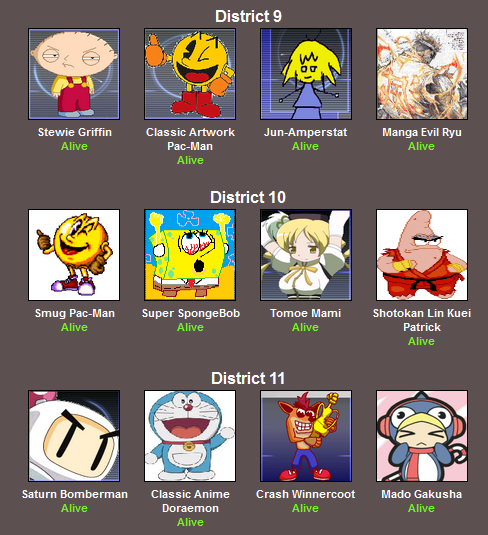 District 9
Stewie Griffin
Alive
Classic Artwork
Pac-Man
Alive
Jun-Amperstat
Alive
Manga Evil Ryu
Alive
District 10
Smug Pac-Man
Alive
Super SpongeBob
Alive
Tomoe Mami
Alive
Shotokan Lin Kuei
Patrick
Alive
District 11
Saturn Bomberman
Alive
Classic Anime
Doraemon
Alive
Crash Winnercoot
Alive
Mado Gakusha
Alive